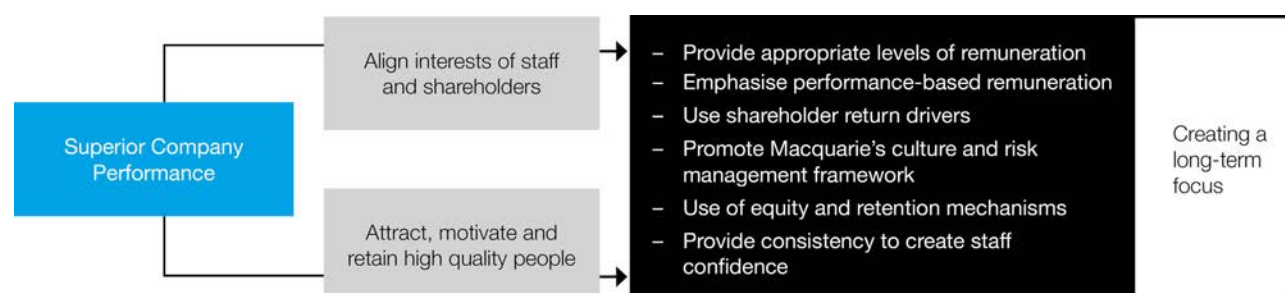 Superior Company
Performance
Align interests of staff
and shareholders
Attract, motivate and
retain high quality people
– Provide appropriate levels of remuneration
– Emphasise performance-based remuneration
– Use shareholder return drivers
– Promote Macquarie’s culture and risk
management framework
– Use of equity and retention mechanisms
– Provide consistency to create staff
confidence
Creating a
long-term
focus